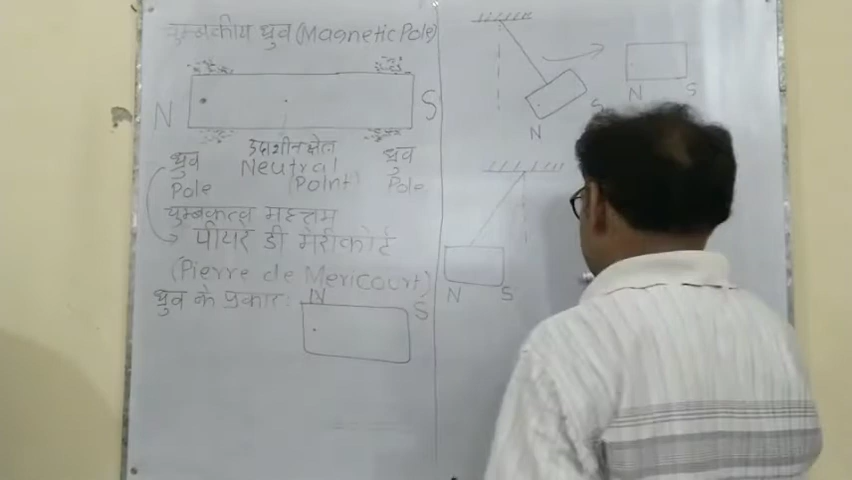 चुम्बकीय ध्रुव (Magnetic Pole)
N S
उदाशीन क्षेत्र
ध्रुव Neutral ध्रुव
Pole (Point) Pole
चुम्बकत्व महत्तम
पीयर डी मेरीकोर्ट
(Pierre de Mericourt)
ध्रुव के प्रकार: N S
N S
N S
N S